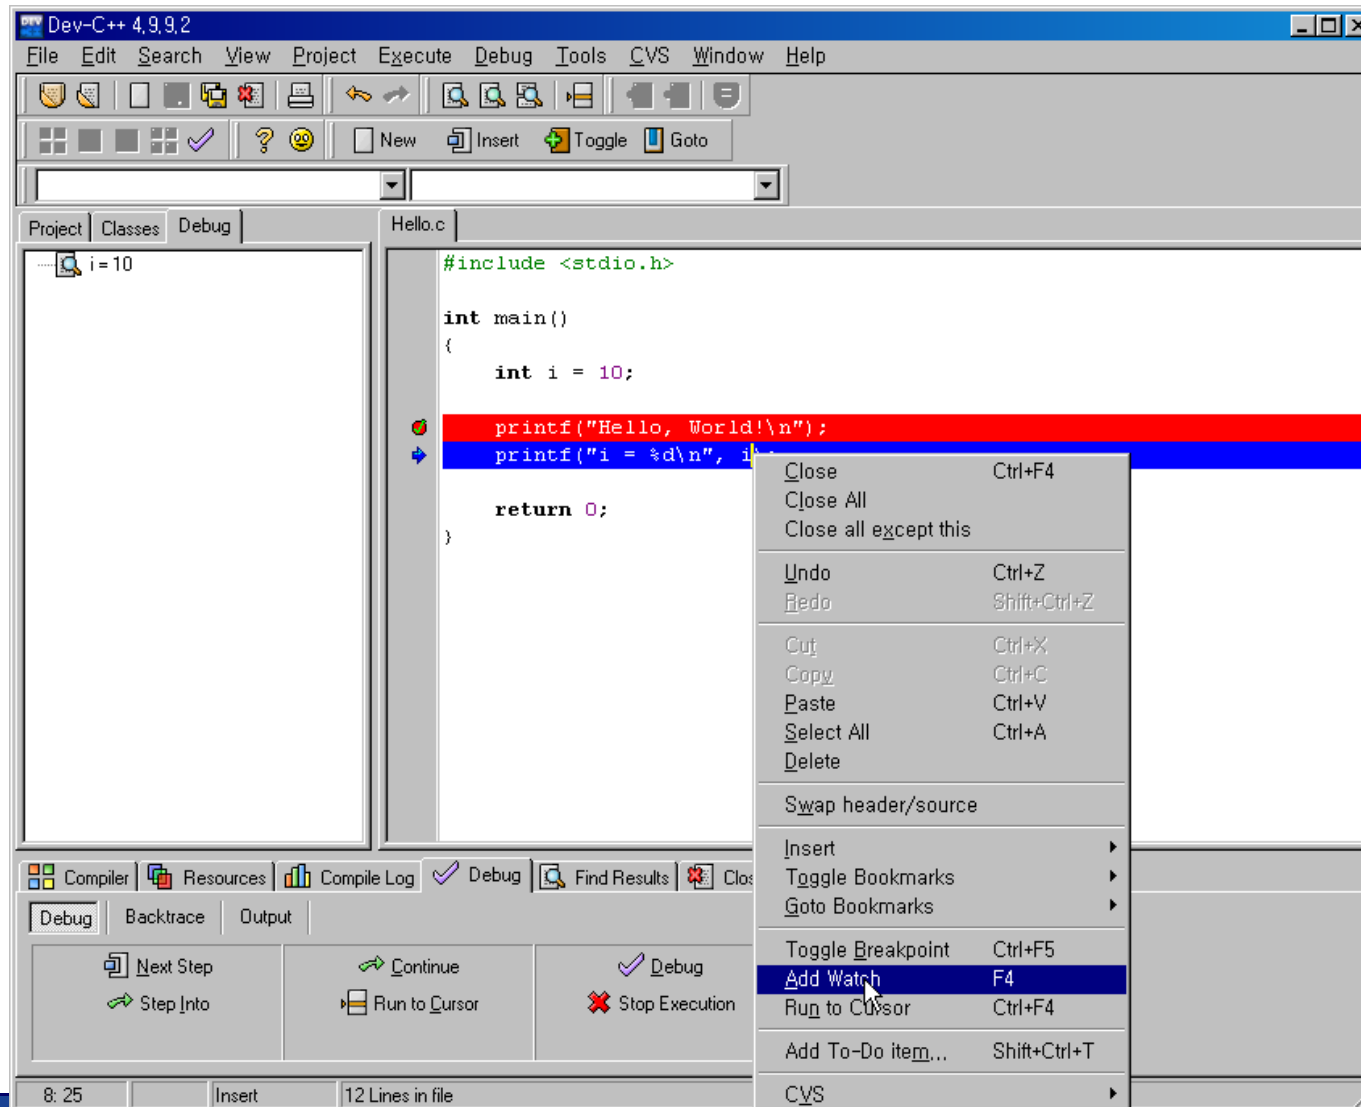 Dev-C++ 4,9,9,2
File Edit Search View Project Execute Debug Tools CVS Window Help
New Insert Toggle Goto
Project Classes Debug
Hello.c
i = 10
#include <stdio.h>
int main()
{
int i = 10;
printf("Hello, World!\n");
printf("i = %d\n", i
return 0;
}
Close Ctrl+F4
Close All
Close all except this
Undo Ctrl+Z
Redo Shift+Ctrl+Z
Cut Ctrl+X
Copy Ctrl+C
Paste Ctrl+V
Select All Ctrl+A
Delete
Swap header/source
Insert
Toggle Bookmarks
Goto Bookmarks
Toggle Breakpoint Ctrl+F5
Add Watch F4
Run to Cursor Ctrl+F4
Add To-Do item,,, Shift+Ctrl+T
CVS
Compiler Resources Compile Log Debug Find Results Clos
Debug Backtrace Output
Next Step Continue Debug
Step Into Run to Cursor Stop Execution
8: 25 Insert 12 Lines in file